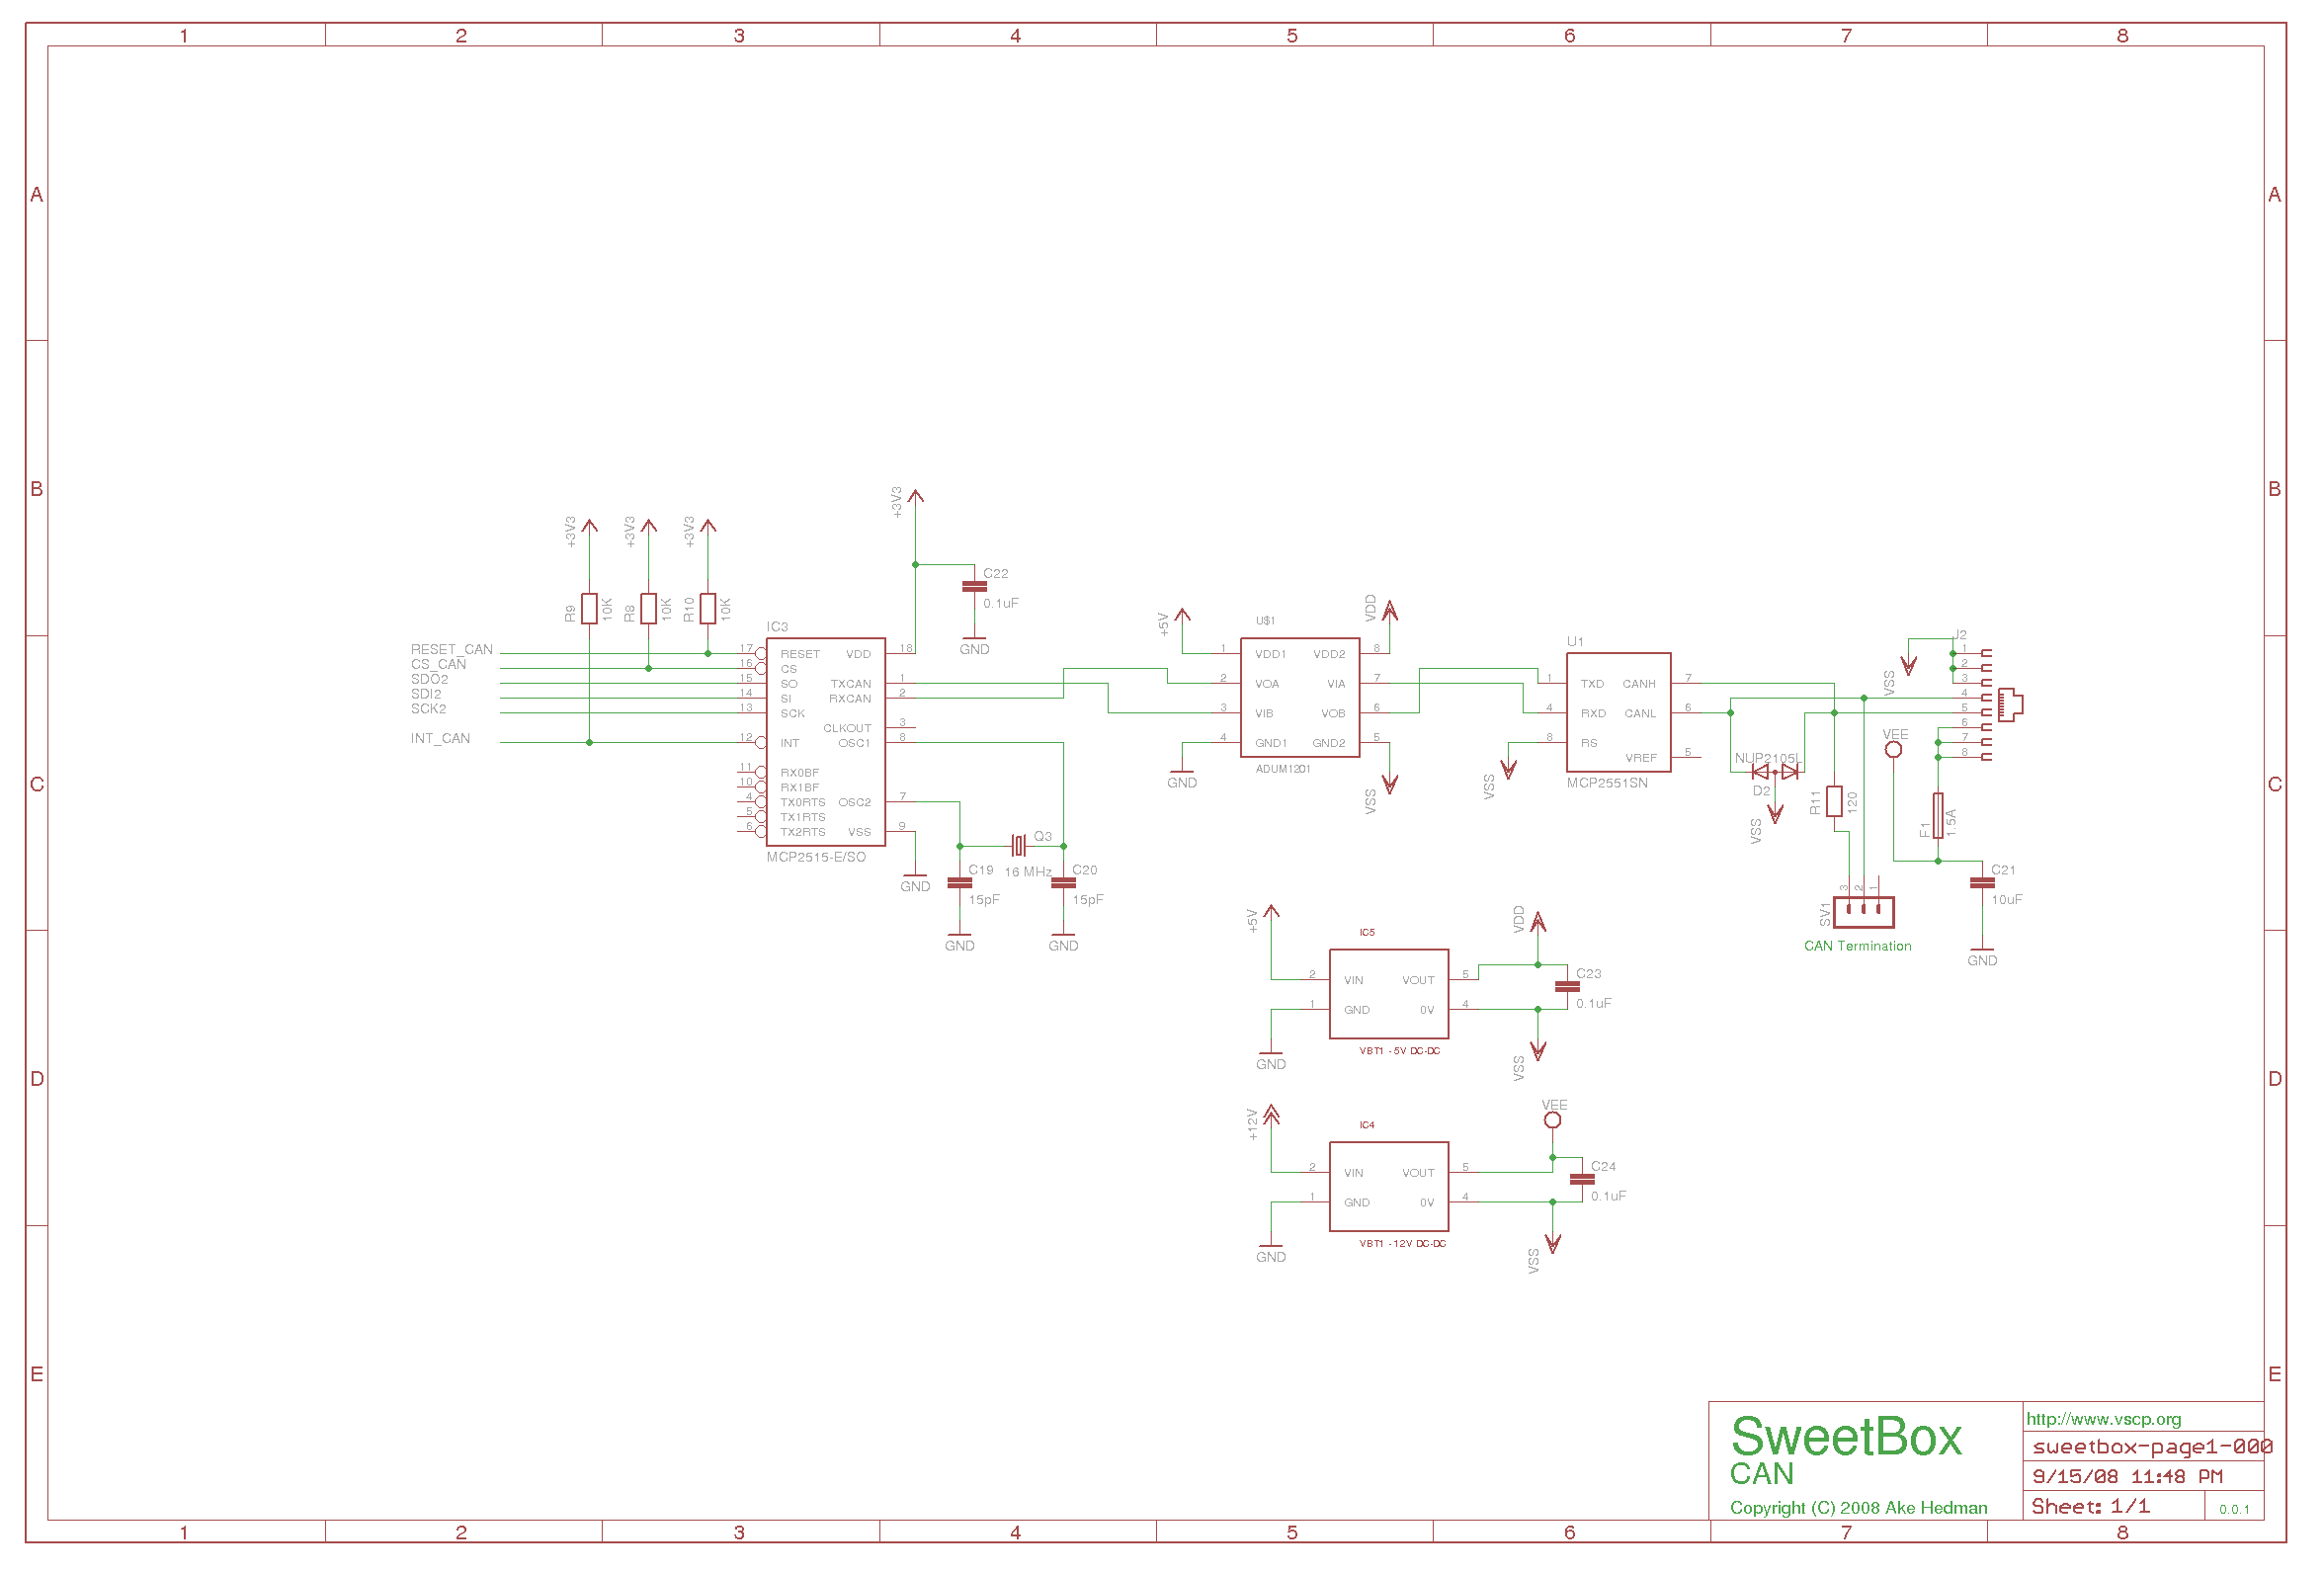 1 2 3 4 5 6 7 8
A A
B B
C C
D D
E E
+3V3
+3V3 +3V3 +3V3
C22
0.1uF
GND
R9 10K R8 10K R10 10K
RESET_CAN
CS_CAN
SDO2
SDI2
SCK2
INT_CAN
IC3
17 RESET VDD 18
16 CS
15 SO TXCAN 1
14 SI RXCAN 2
13 SCK
CLKOUT 3
12 INT OSC1 8
11 RX0BF
10 RX1BF
4 TX0RTS OSC2 7
5 TX1RTS
6 TX2RTS VSS 9
MCP2515-E/SO
GND
Q3
16 MHz
C19
15pF
GND
C20
15pF
GND
+5V
U$1
VDD
1 VDD1 VDD2 8
2 VOA VIA 7
3 VIB VOB 6
4 GND1 GND2 5
ADUM1201
GND
VSS
U1
1 TXD CANH 7
4 RXD CANL 6
8 RS
VREF 5
MCP2551SN
VSS
NUP2105L
D2
VSS
R11 120
J2
1
2
3
4
5
6
7
8
VSS
VEE
F1 1.5A
C21
10uF
GND
SV1
3 2 1
CAN Termination
+5V
IC5
VDD
2 VIN VOUT 5
1 GND 0V 4
VBT1 -5V DC-DC
GND
C23
0.1uF
VSS
+12V
IC4
VEE
2 VIN VOUT 5
1 GND 0V 4
VBT1 -12V DC-DC
GND
C24
0.1uF
VSS
SweetBox
CAN
Copyright (C) 2008 Ake Hedman
http://www.vscp.org
sweetbox-page1-000
9/15/08 11:48 PM
Sheet: 1/1
0.0.1
1 2 3 4 5 6 7 8